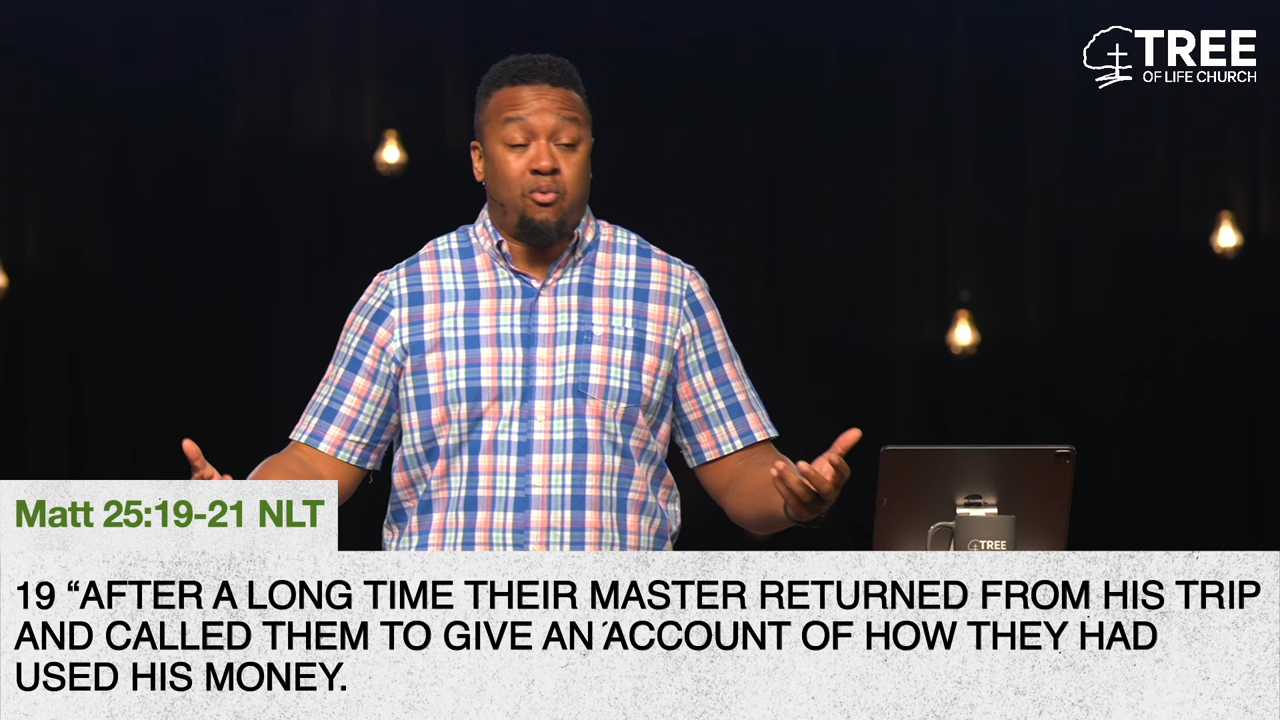 TREE
OF LIFE CHURCH
Matt 25:19-21 NLT
TREE
19 “AFTER A LONG TIME THEIR MASTER RETURNED FROM HIS TRIP
AND CALLED THEM TO GIVE AN ACCOUNT OF HOW THEY HAD
USED HIS MONEY.